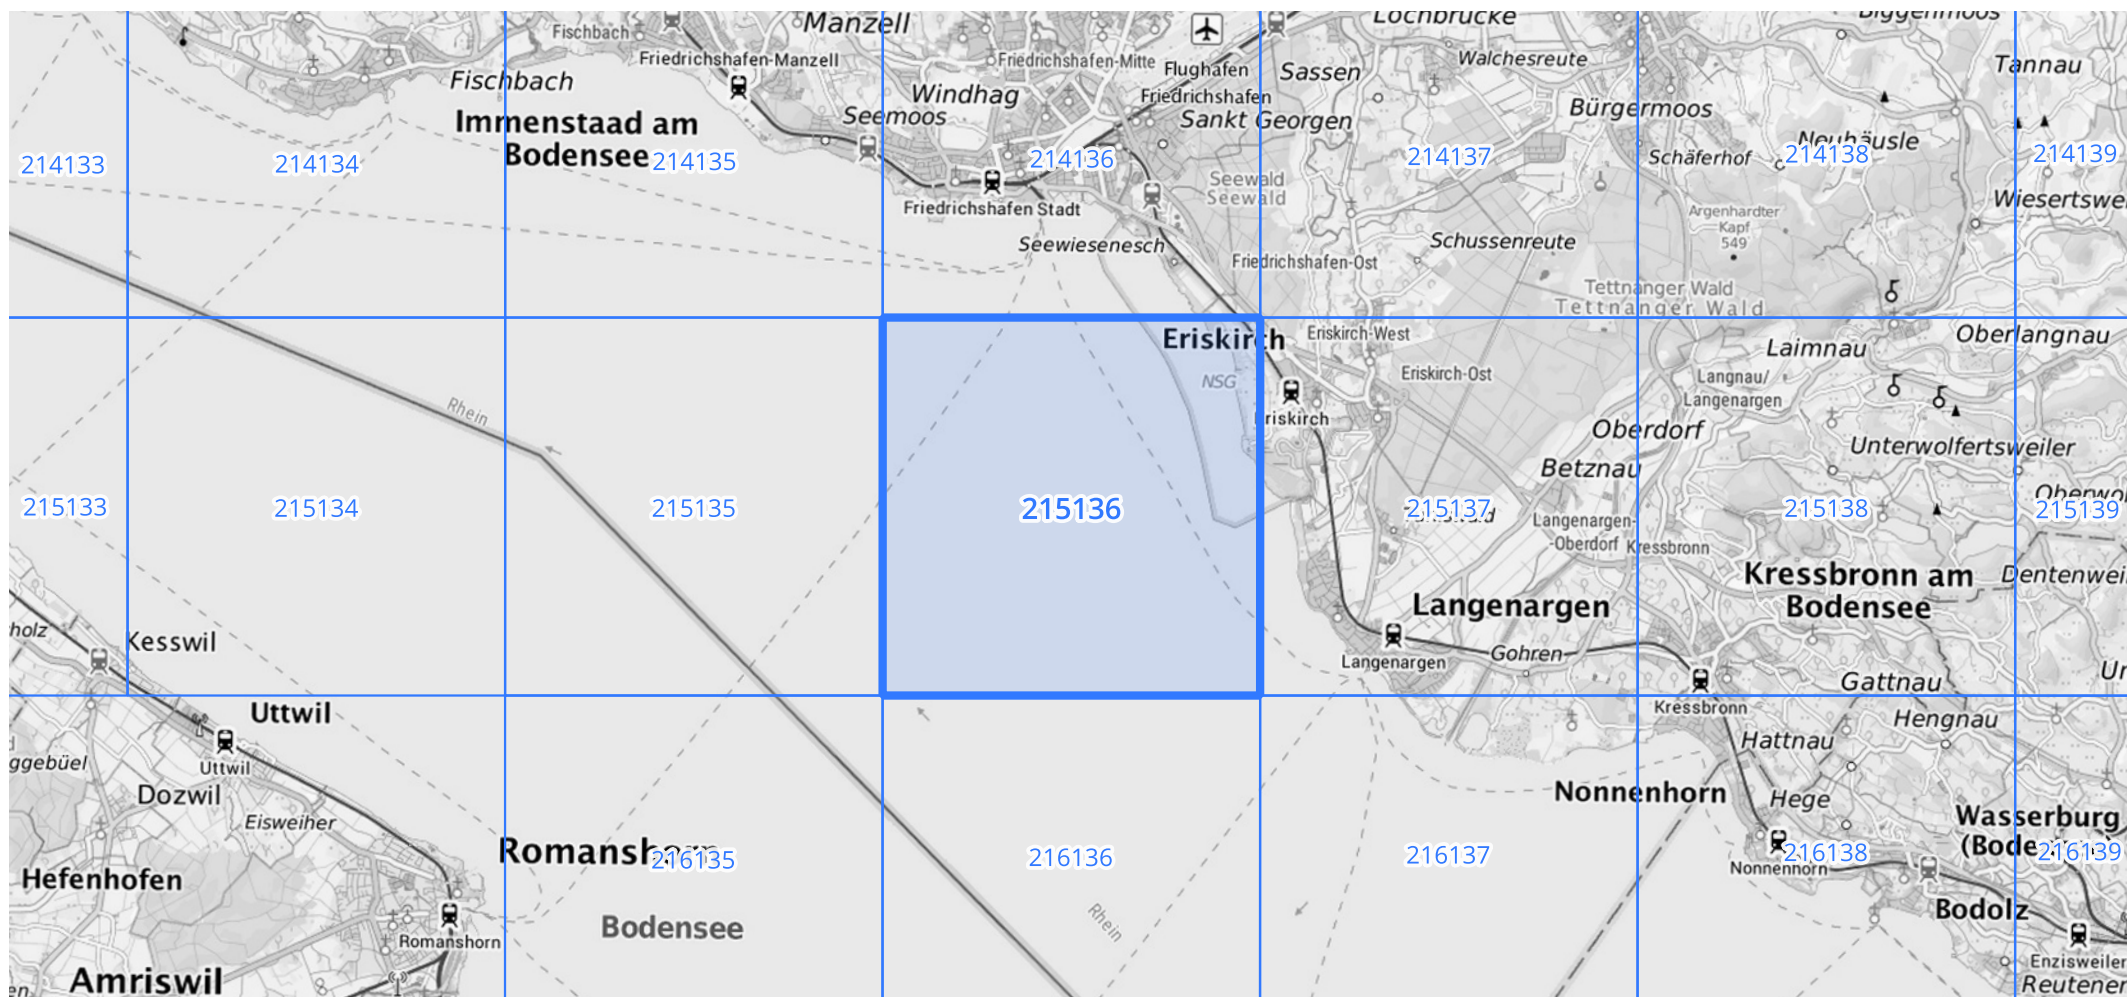 Manzell
Lochbrücke
Biggenmoos
Fischbach
Friedrichshafen-Manzell
Friedrichshafen-Mitte
Flughafen
Friedrichshafen
Sassen
Walchesreute
Tannau
Fischbach
Windhag
Bürgermoos
Immenstaad am
Bodensee
Seemoos
Sankt Georgen
Neuhäusle
Schäferhof
214133
214134
214135
214136
214137
214138
214139
Seewald
Seewald
Wiesertswe
Friedrichshafen Stadt
Argenhardter
Kapf
549
Seewiesenesch
Schussenreute
Friedrichshafen-Ost
Tettnanger Wald
Tettnanger Wald
Eriskirch
Eriskirch-West
Oberlangnau
Laimnau
NSG
Eriskirch-Ost
Langnau/
Langenargen
Rhein
Eriskirch
Oberdorf
Unterwolfertsweiler
Betznau
215133
215134
215135
215136
215137
215138
215139
Langenargen-
-Oberdorf
Kressbronn
Kressbronn am
Bodensee
Dentenwei
Langenargen
holz
Kesswil
Langenargen
Gohren
Gattnau
Uttwil
Kressbronn
Hengnau
Hattnau
ggebüel
Uttwil
Dozwil
Nonnenhorn
Hege
Eisweiher
Wasserburg
(Bode
Romansh
216135
216136
216137
216138
216139
Nonnenhorn
Hefenhofen
Bodolz
Rhein
Bodensee
Romanshorn
Enzisweiler
Amriswil
Reutener